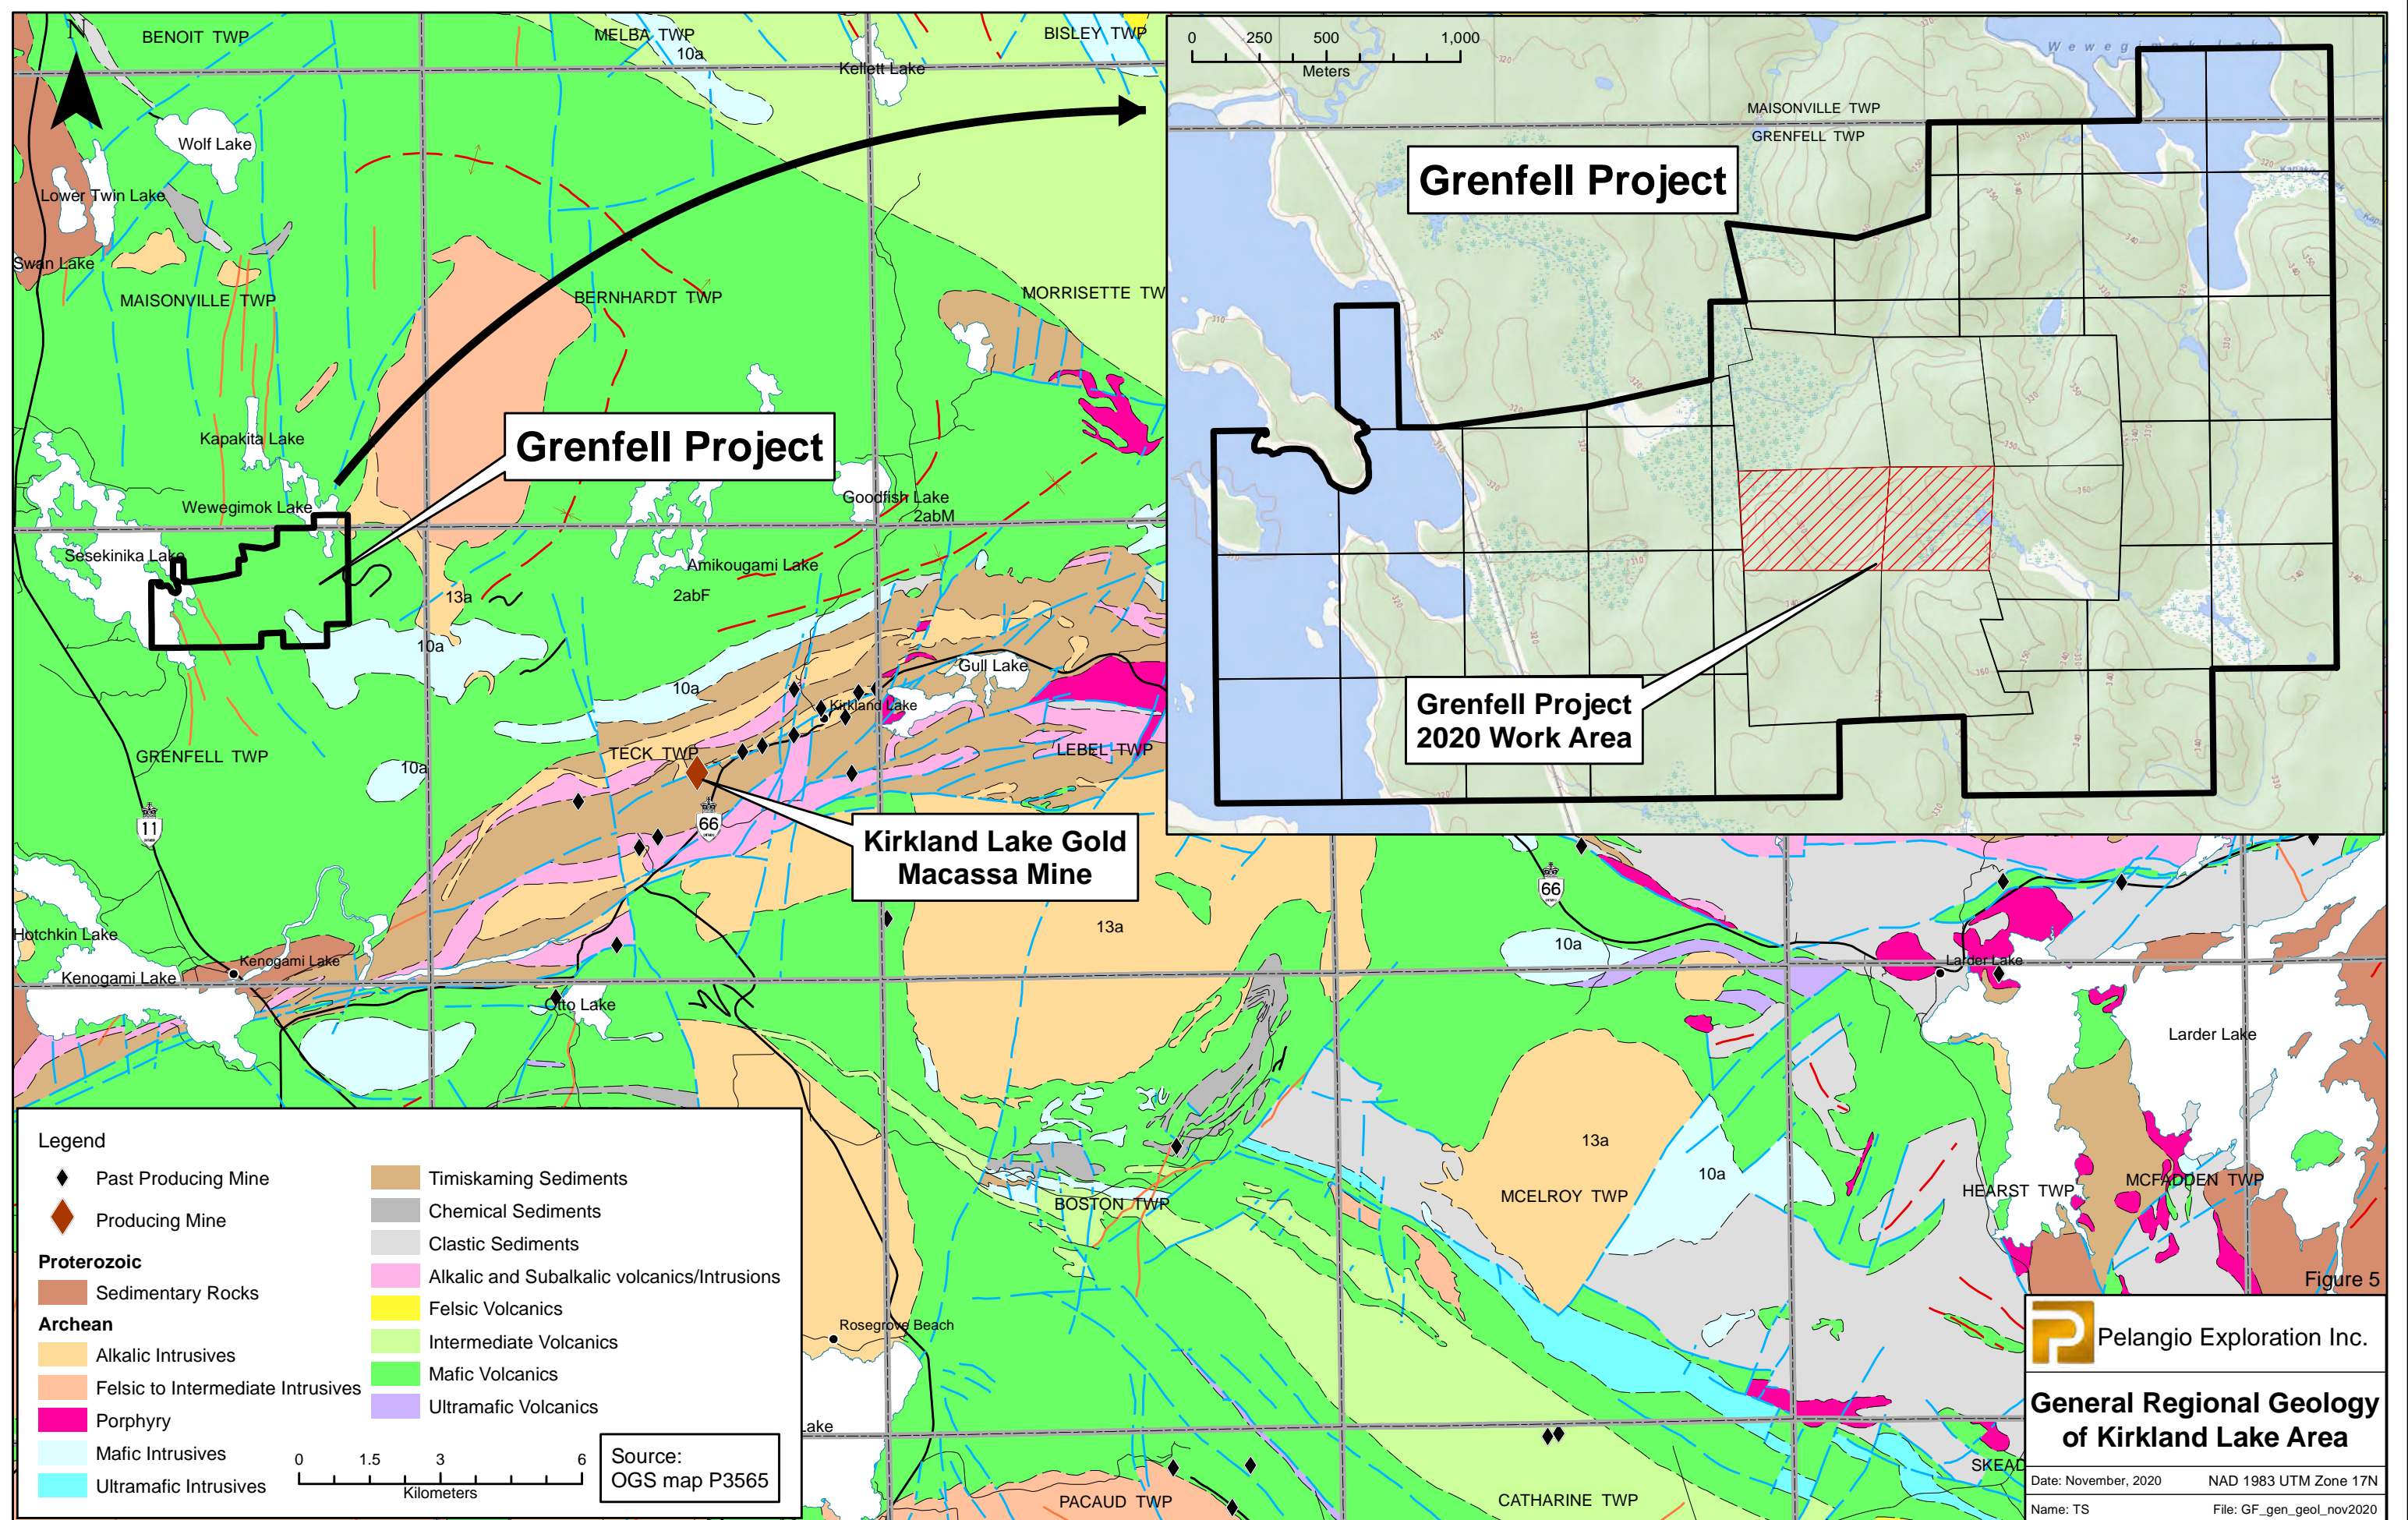 N
BENOIT TWP
MELBA TWP
10a
BISLEY TWP
Kellett Lake
Wolf Lake
Lower Twin Lake
Swan Lake
MAISONVILLE TWP
BERNHARDT TWP
MORRISETTE TW
Kapakita Lake
Grenfell Project
Wewegimok Lake
Goodfish Lake
2abM
Sesekinika Lake
Amikougami Lake
2abF
13a
10a
10a
Gull Lake
Kirkland Lake
GRENFELL TWP
10a
TECK TWP
LEBEL TWP
11
66
Kirkland Lake Gold
Macassa Mine
66
13a
10a
Hotchkin Lake
Kenogami Lake
Kenogami Lake
Otto Lake
Larder Lake
Larder Lake
13a
10a
MCELROY TWP
BOSTON TWP
HEARST TWP
MCFADDEN TWP
Rosegrove Beach
Lake
PACAUD TWP
CATHARINE TWP
SKEAD
0 250 500 1,000
Meters
Wewegimok Lake
MAISONVILLE TWP
GRENFELL TWP
Grenfell Project
Grenfell Project
2020 Work Area
Legend
Past Producing Mine
Producing Mine
Proterozoic
Sedimentary Rocks
Archean
Alkalic Intrusives
Felsic to Intermediate Intrusives
Porphyry
Mafic Intrusives
Ultramafic Intrusives
Timiskaming Sediments
Chemical Sediments
Clastic Sediments
Alkalic and Subalkalic volcanics/Intrusions
Felsic Volcanics
Intermediate Volcanics
Mafic Volcanics
Ultramafic Volcanics
0 1.5 3 6
Kilometers
Source:
OGS map P3565
Figure 5
Pelangio Exploration Inc.
General Regional Geology
of Kirkland Lake Area
Date: November, 2020 NAD 1983 UTM Zone 17N
Name: TS File: GF_gen_geol_nov2020